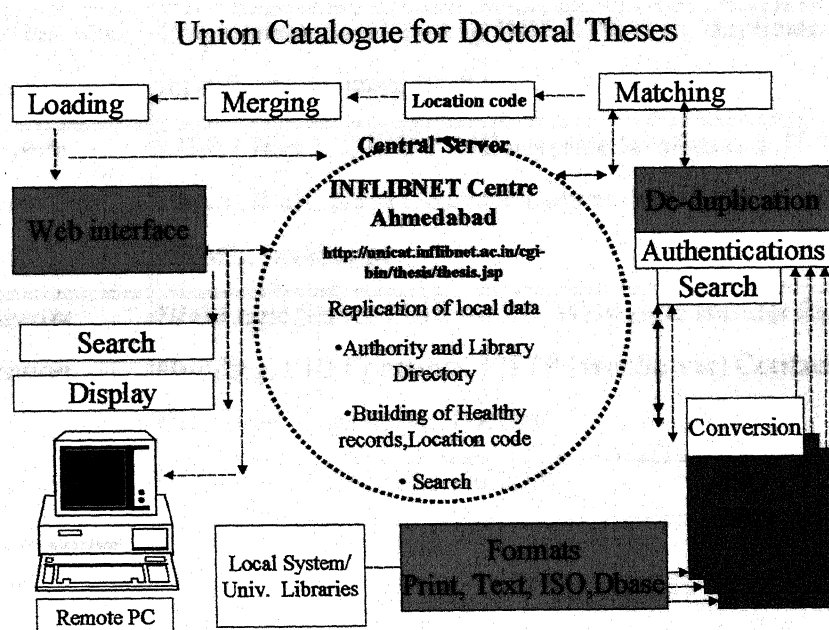 Union Catalogue for Doctoral Theses
Loading
Merging
Location code
Matching
Central Server
INFLIBNET Centre
Ahmedabad
http://unicat.inflibnet.ac.in/cgi-
bin/thesis/thesis.jsp
Replication of local data
•Authority and Library
Directory
•Building of Healthy
records,Location code
• Search
Web interface
Search
Display
Remote PC
De-duplication
Authentications
Search
Conversion
Local System/
Univ. Libraries
Formats
Print, Text, ISO,Dbase